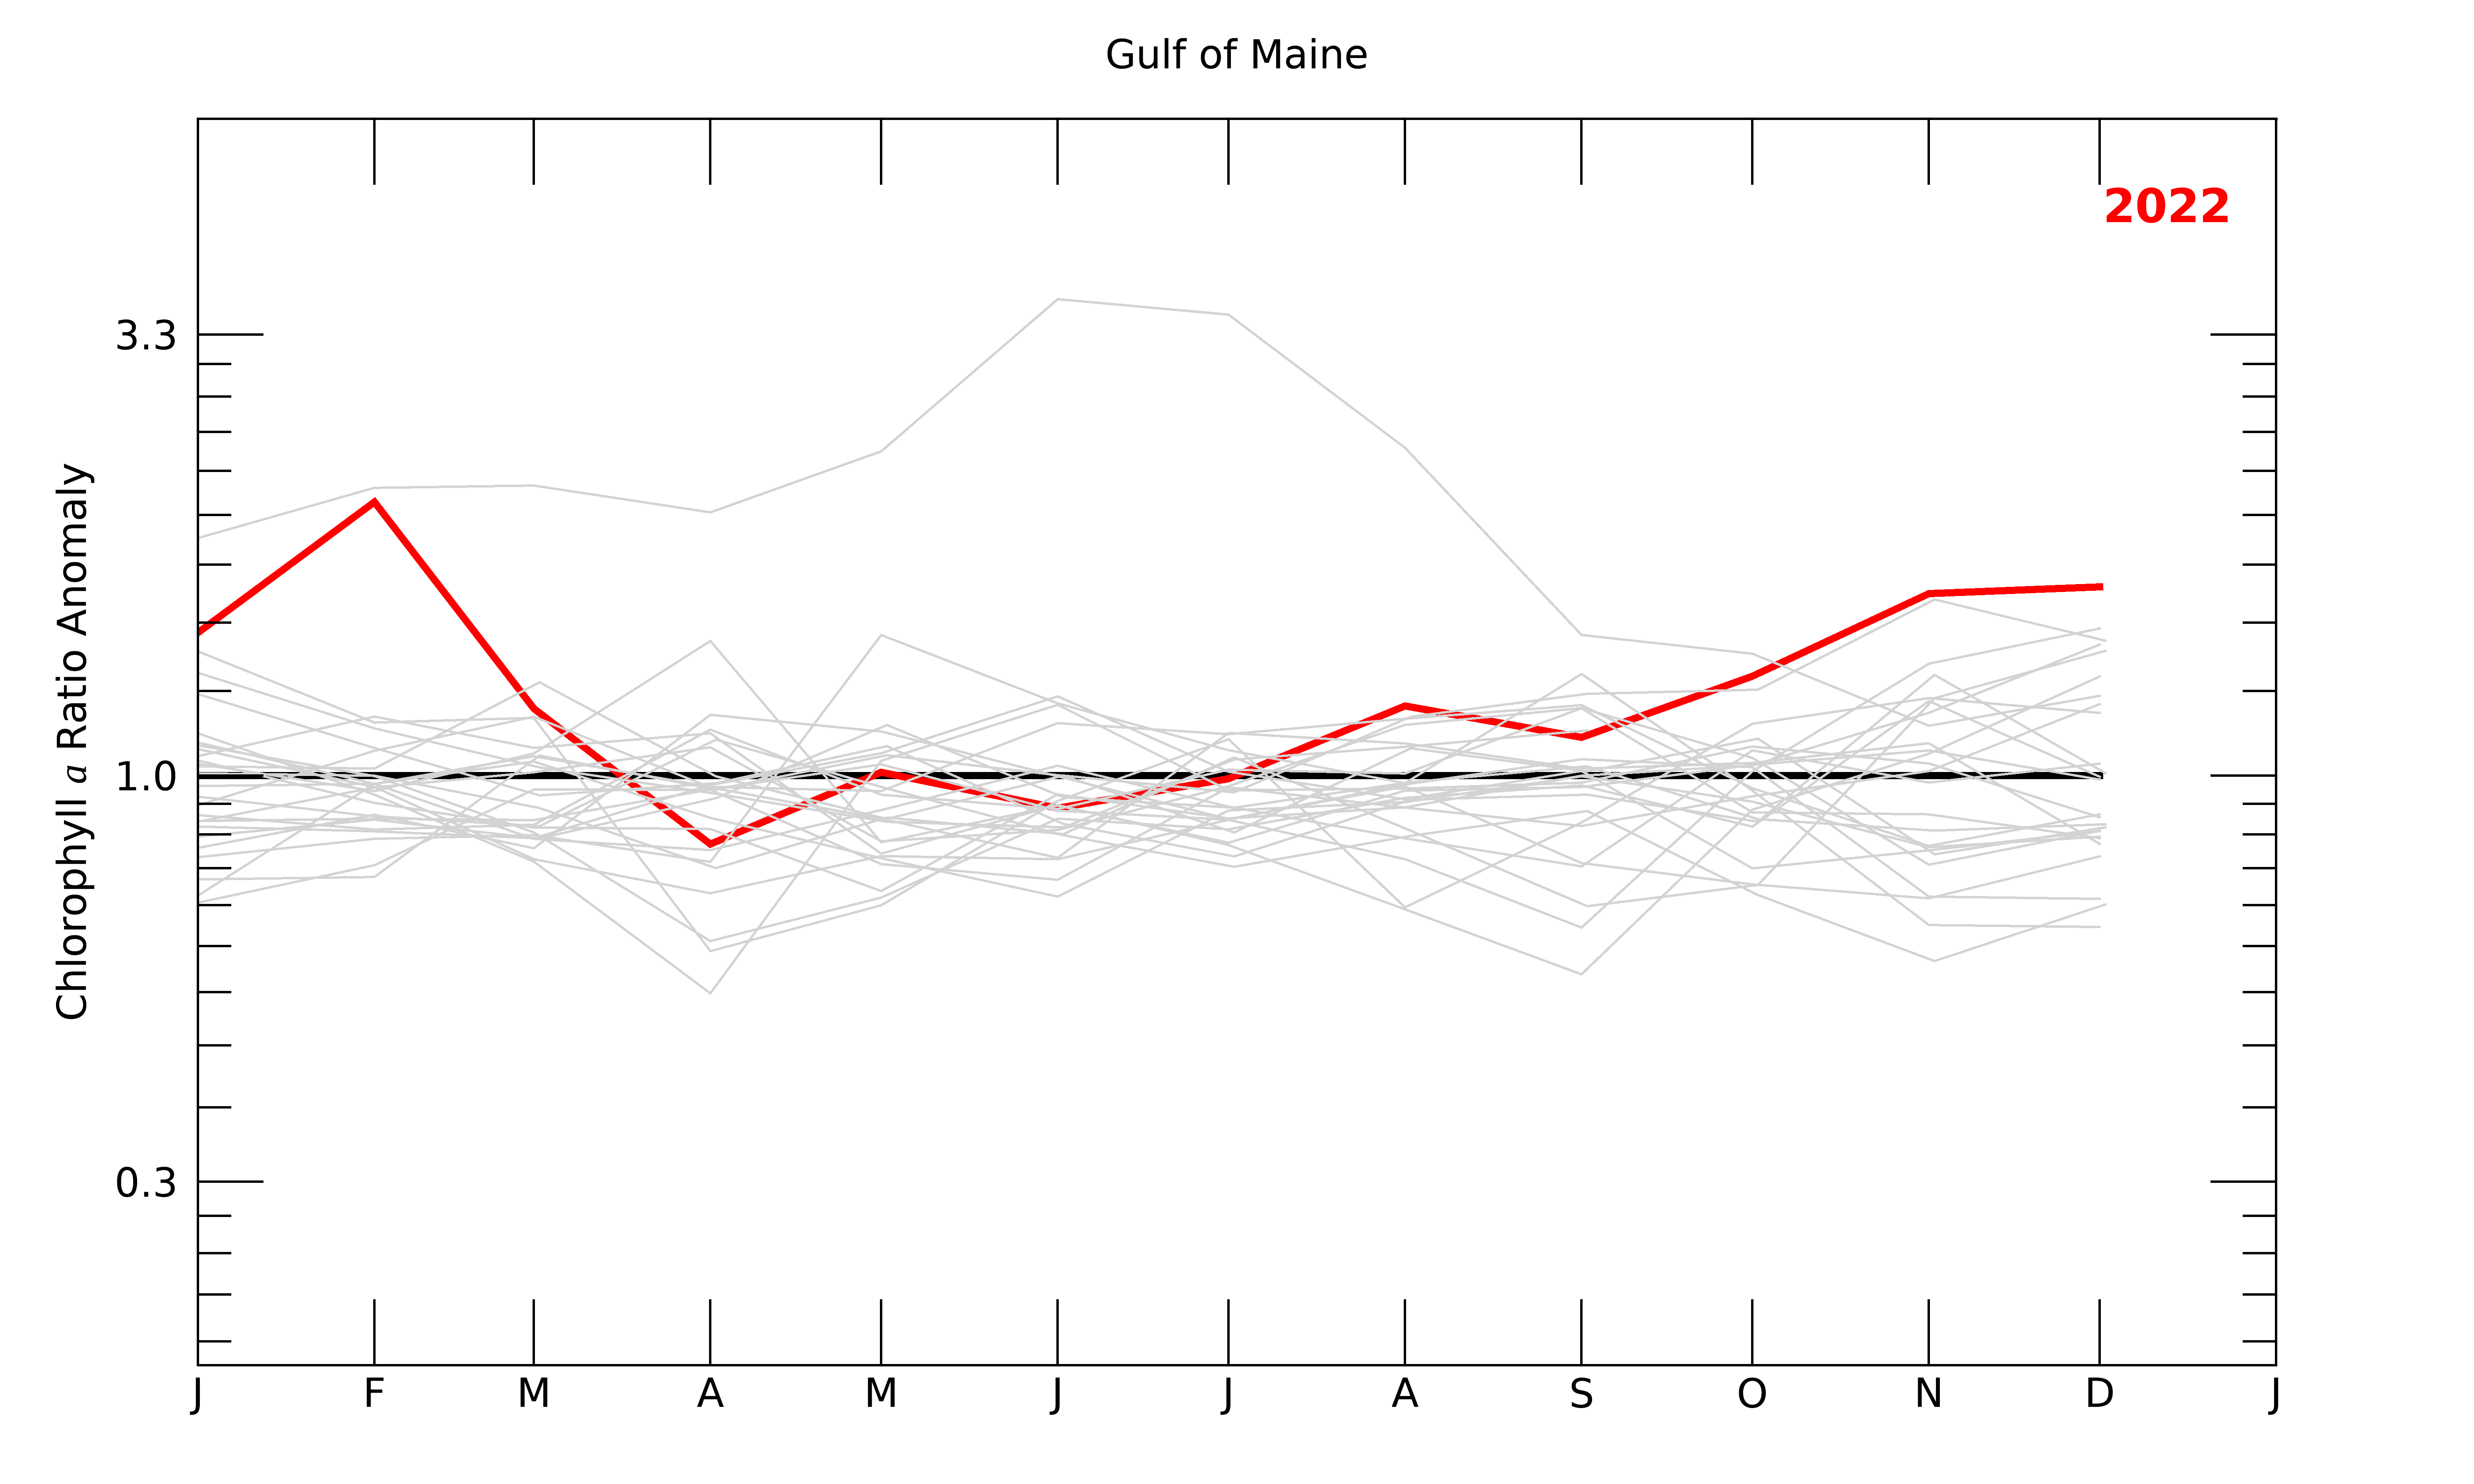 Gulf of Maine
2022
Chlorophyll a Ratio Anomaly
3.3
1.0
0.3
J F M A M J J A S O N D J